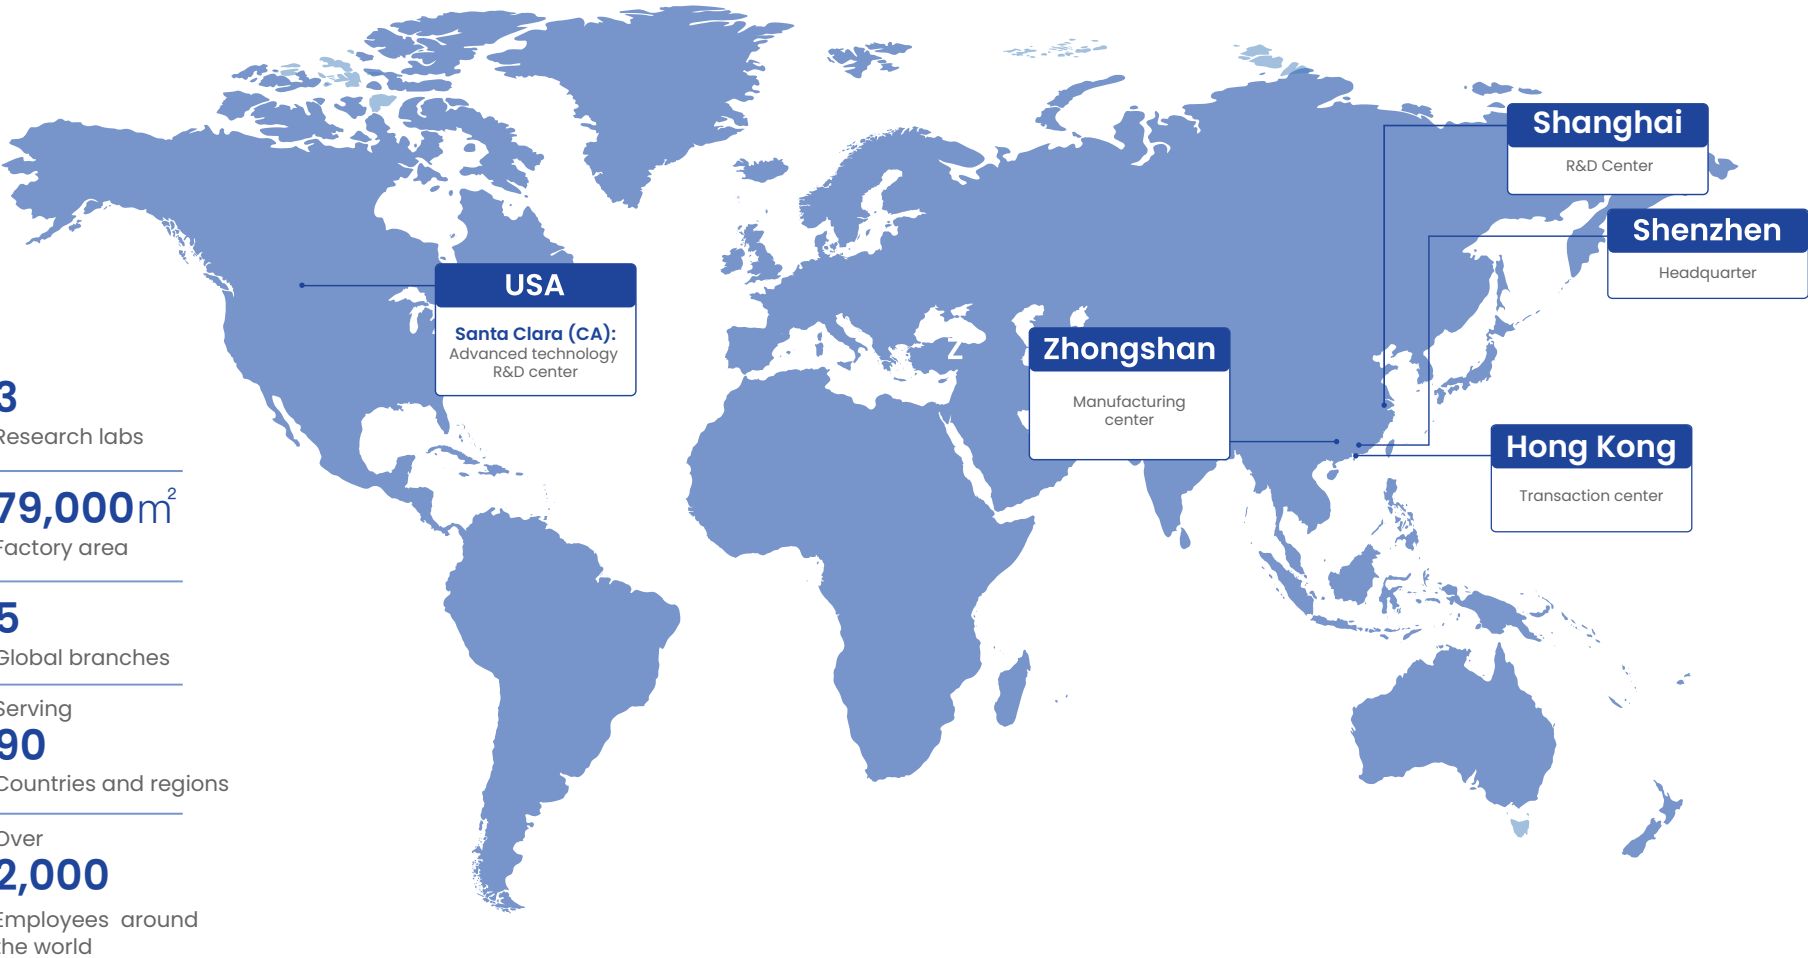 Shanghai
R&D Center
Shenzhen
Headquarter
USA
Santa Clara (CA):
Advanced technology
R&D center
Z
Zhongshan
Manufacturing
center
Hong Kong
Transaction center
3
Research labs
79,000m²
Factory area
5
Global branches
Serving
90
Countries and regions
Over
2,000
Employees around
the world